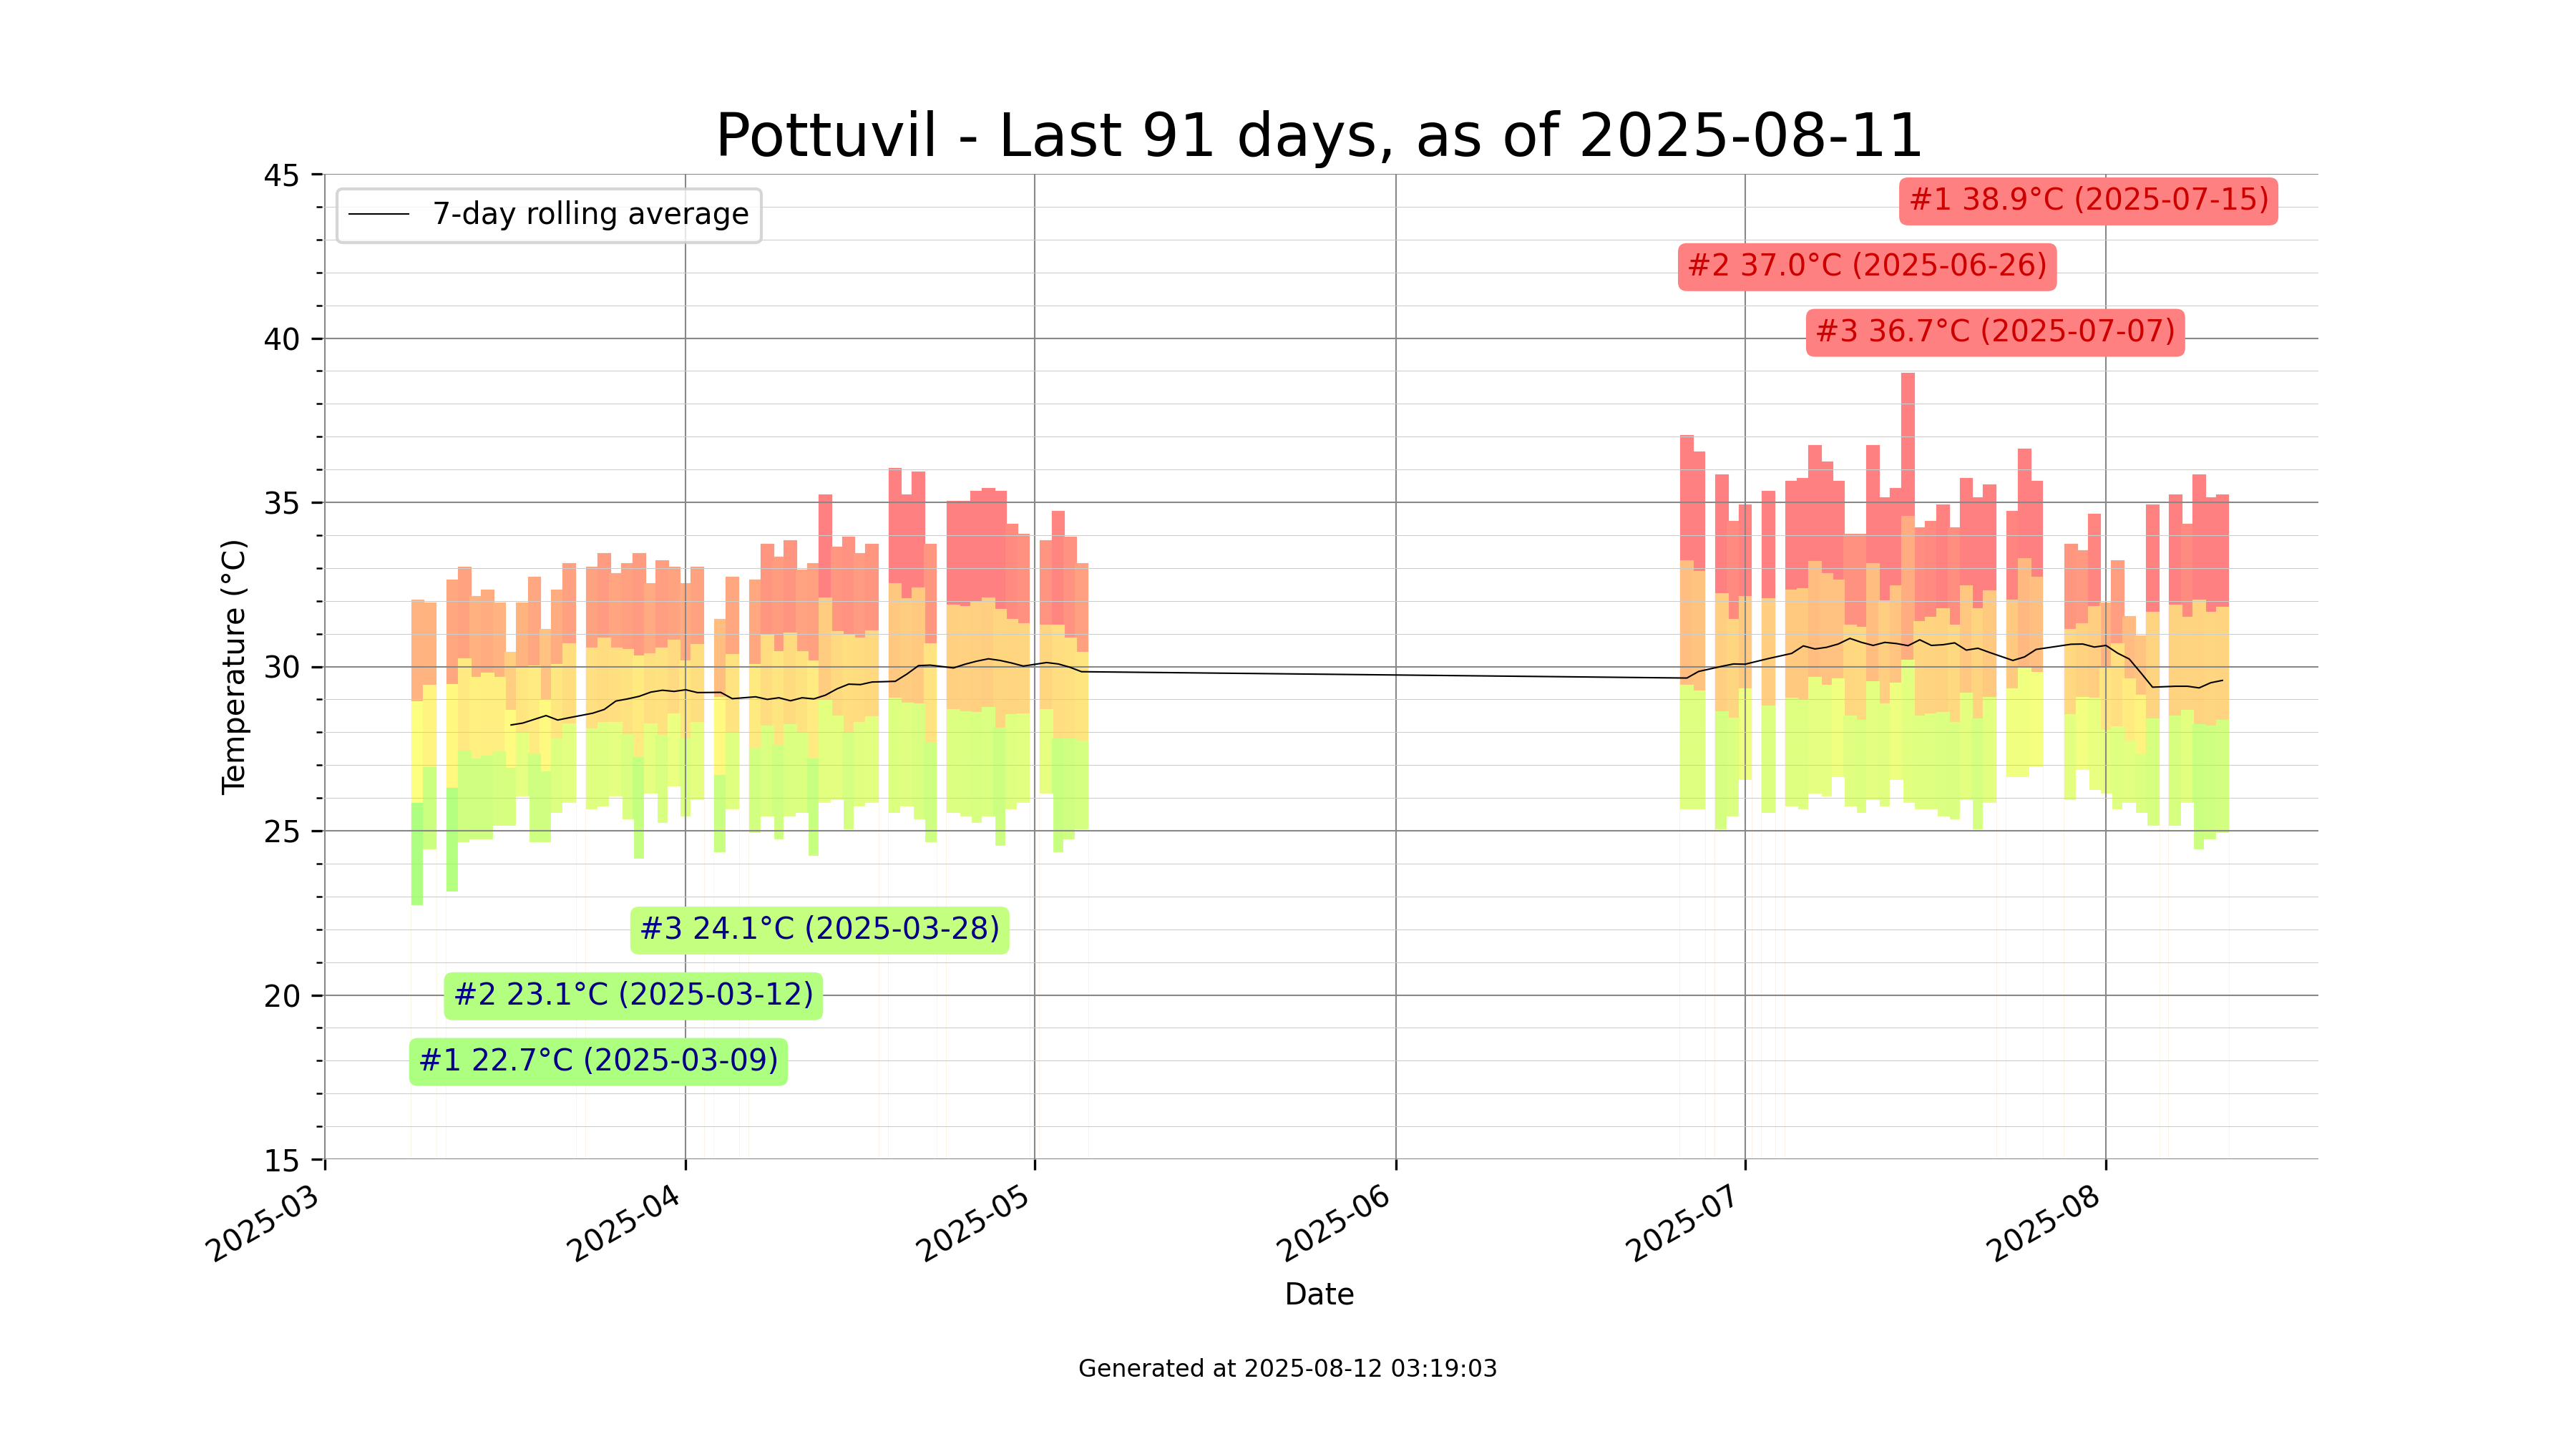 Pottuvil - Last 91 days, as of 2025-08-11
7-day rolling average
#1 38.9°C (2025-07-15)
#2 37.0°C (2025-06-26)
#3 36.7°C (2025-07-07)
#3 24.1°C (2025-03-28)
#2 23.1°C (2025-03-12)
#1 22.7°C (2025-03-09)
Temperature (°C)
45
40
35
30
25
20
15
2025-03
2025-04
2025-05
2025-06
2025-07
2025-08
Date
Generated at 2025-08-12 03:19:03